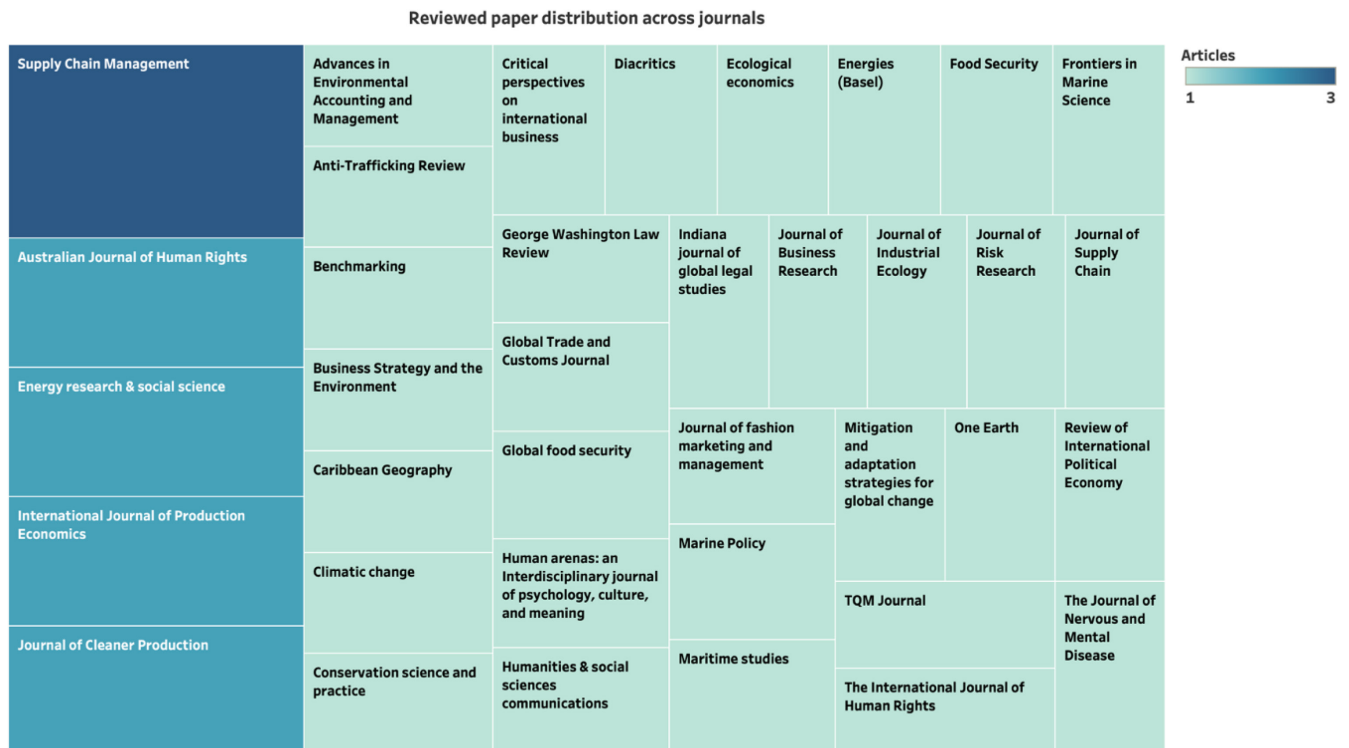 Reviewed paper distribution across journals
Supply Chain Management
Australian Journal of Human Rights
Energy research & social science
International Journal of Production
Economics
Journal of Cleaner Production
Advances in
Environmental
Accounting and
Management
Anti-Trafficking Review
Benchmarking
Business Strategy and the
Environment
Caribbean Geography
Climatic change
Conservation science and
practice
Critical
perspectives
on
international
business
Diacritics
Ecological
economics
Energies
(Basel)
Food Security
Frontiers in
Marine
Science
George Washington Law
Review
Global Trade and
Customs Journal
Global food security
Human arenas: an
Interdisciplinary journal
of psychology, culture,
and meaning
Humanities & social
sciences
communications
Indiana
journal of
global legal
studies
Journal of
Business
Research
Journal of
Industrial
Ecology
Journal of
Risk
Research
Journal of
Supply
Chain
Journal of fashion
marketing and
management
Marine Policy
Maritime studies
Mitigation
and
adaptation
strategies for
global change
One Earth
Review of
International
Political
Economy
TQM Journal
The International Journal of
Human Rights
The Journal of
Nervous and
Mental
Disease
Articles
1 3